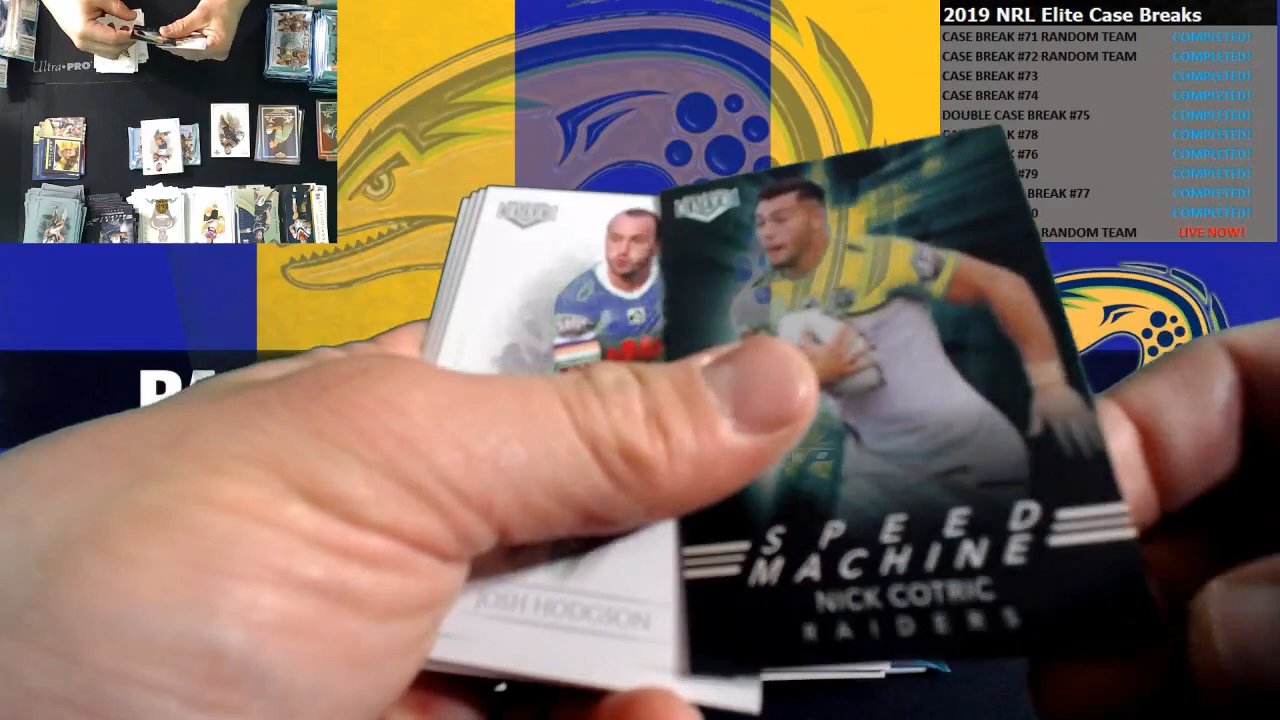 2019 NRL Elite Case Breaks
CASE BREAK #71 RANDOM TEAM COMPLETED!
CASE BREAK #72 RANDOM TEAM COMPLETED!
CASE BREAK #73 COMPLETED!
CASE BREAK #74 COMPLETED!
DOUBLE CASE BREAK #75 COMPLETED!
#78 COMPLETED!
#76 COMPLETED!
#79 COMPLETED!
BREAK #77 COMPLETED!
0 COMPLETED!
RANDOM TEAM LIVE NOW!
Ultra PRO
SPEED
MACHINE
NICK COTRIC
RAIDERS
JOSH HODGSON